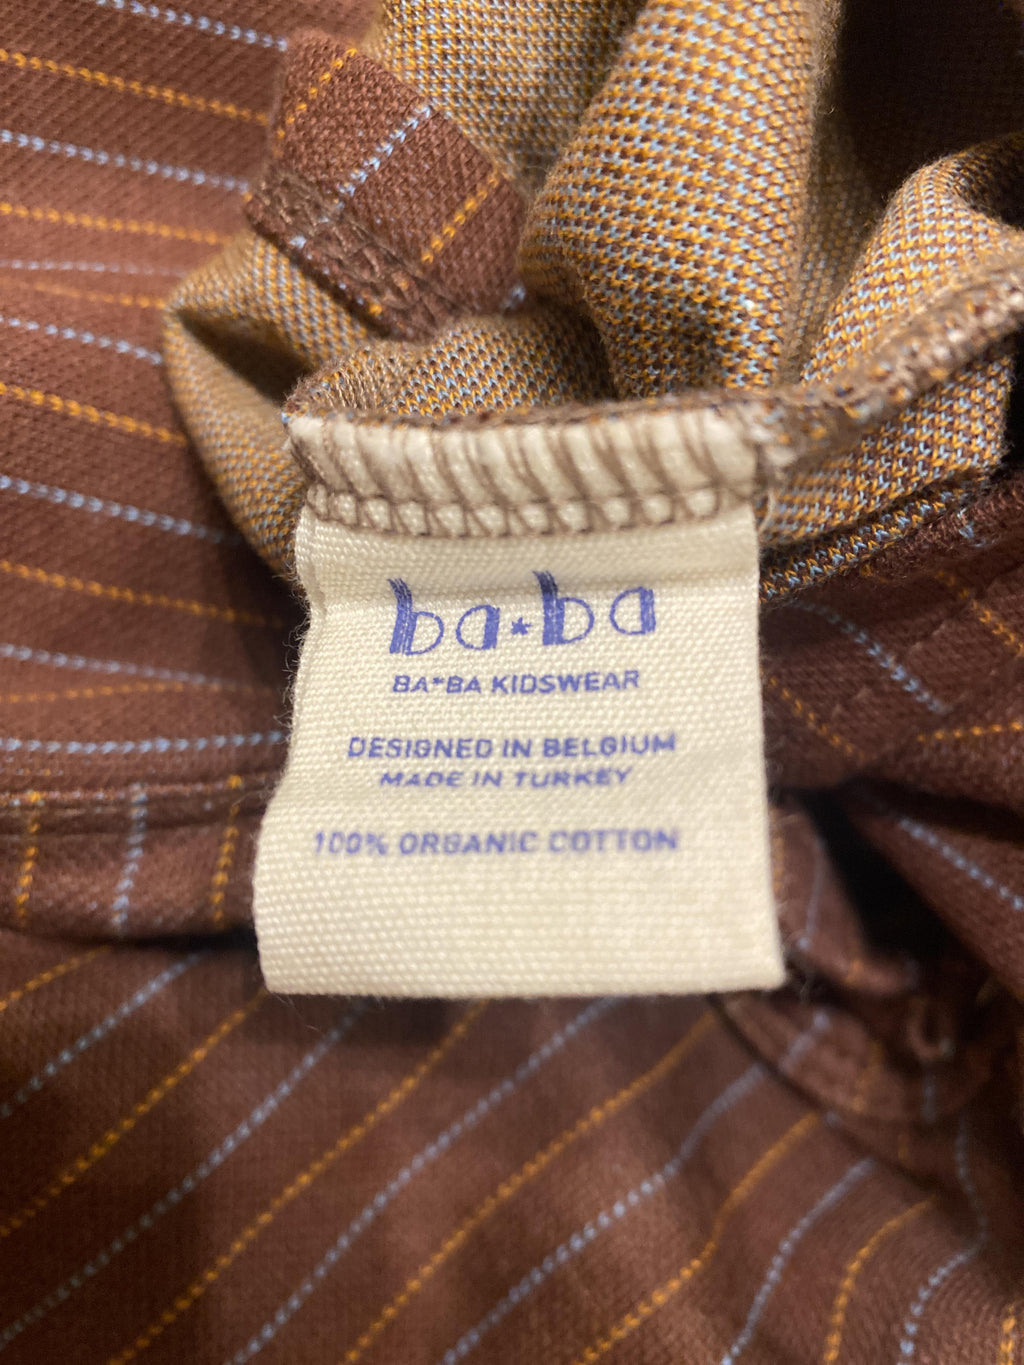 ba*ba
BA*BA KIDSWEAR
DESIGNED IN BELGIUM
MADE IN TURKEY
100% ORGANIC COTTON